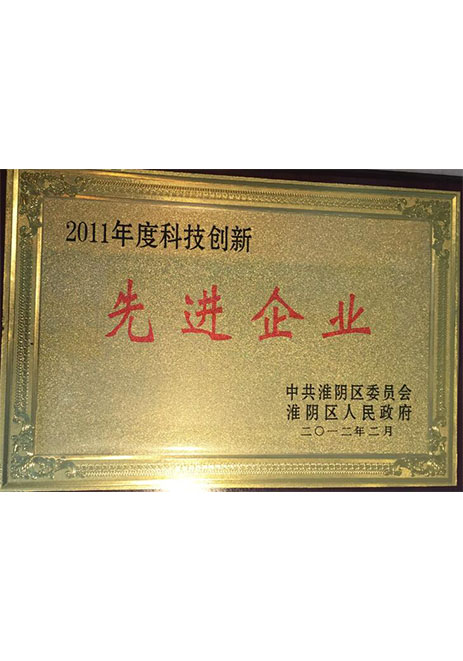 2011年度科技创新
先进企业
中共淮阴区委员会
淮阴区人民政府
二〇一二年二月